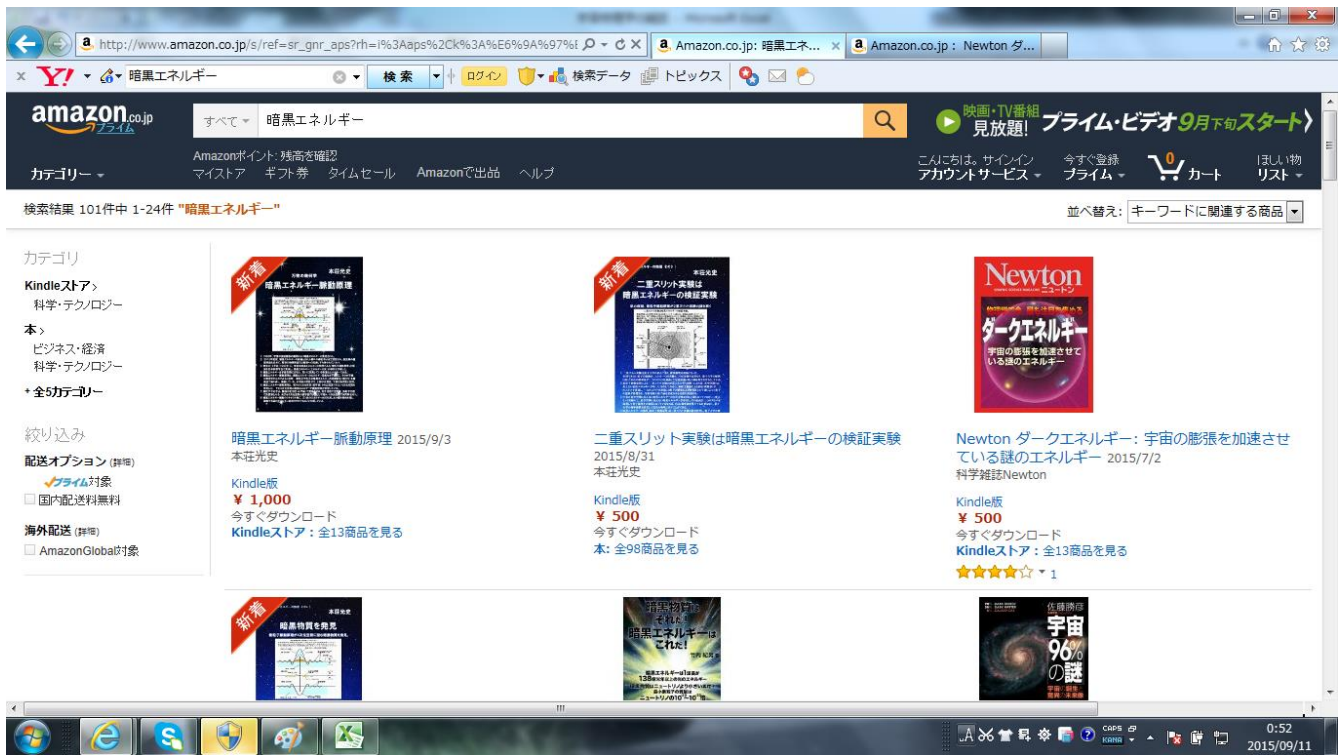 http://www.amazon.co.jp/s/ref=sr_gnr_aps?rh=i%3Aaps%2Ck%3A%E6%9A%97%E
Amazon.co.jp: 暗黒エネ...
Amazon.co.jp： Newton ダ...
Y!
暗黒エネルギー
検索
ログイン
検索データ
トピックス
amazon.co.jp
プライム
すべて
暗黒エネルギー
映画・TV番組
見放題!
プライム・ビデオ 9月下旬スタート
カテゴリー
Amazonポイント: 残高を確認
マイストア ギフト券 タイムセール Amazonで出品 ヘルプ
こんにちは。サインイン
アカウントサービス
今すぐ登録
プライム
0
カート
ほしい物
リスト
検索結果 101件中 1-24件 "暗黒エネルギー"
並べ替え: キーワードに関連する商品
カテゴリ
Kindleストア›
科学・テクノロジー
本›
ビジネス・経済
科学・テクノロジー
+ 全5カテゴリー
絞り込み
配送オプション (詳細)
プライム対象
国内配送料無料
海外配送 (詳細)
AmazonGlobal対象
新着
本荘光史
暗黒エネルギー脈動原理
暗黒エネルギー脈動原理 2015/9/3
本荘光史
Kindle版
¥ 1,000
今すぐダウンロード
Kindleストア：全13商品を見る
新着
本荘光史
二重スリット実験は
暗黒エネルギーの検証実験
二重スリット実験は暗黒エネルギーの検証実験
2015/8/31
本荘光史
Kindle版
¥ 500
今すぐダウンロード
本: 全98商品を見る
Newton
ニュートン
ダークエネルギー
宇宙の膨張を加速させて
いる謎のエネルギー
Newton ダークエネルギー: 宇宙の膨張を加速させ
ている謎のエネルギー 2015/7/2
科学雑誌Newton
Kindle版
¥ 500
今すぐダウンロード
Kindleストア：全13商品を見る
1
新着
本荘光史
暗黒物質を発見
暗黒物質は
それだ!
暗黒エネルギーは
これだ!
佐藤勝彦
宇宙
96%
の謎
A
CAPS
KANA
0:52
2015/09/11